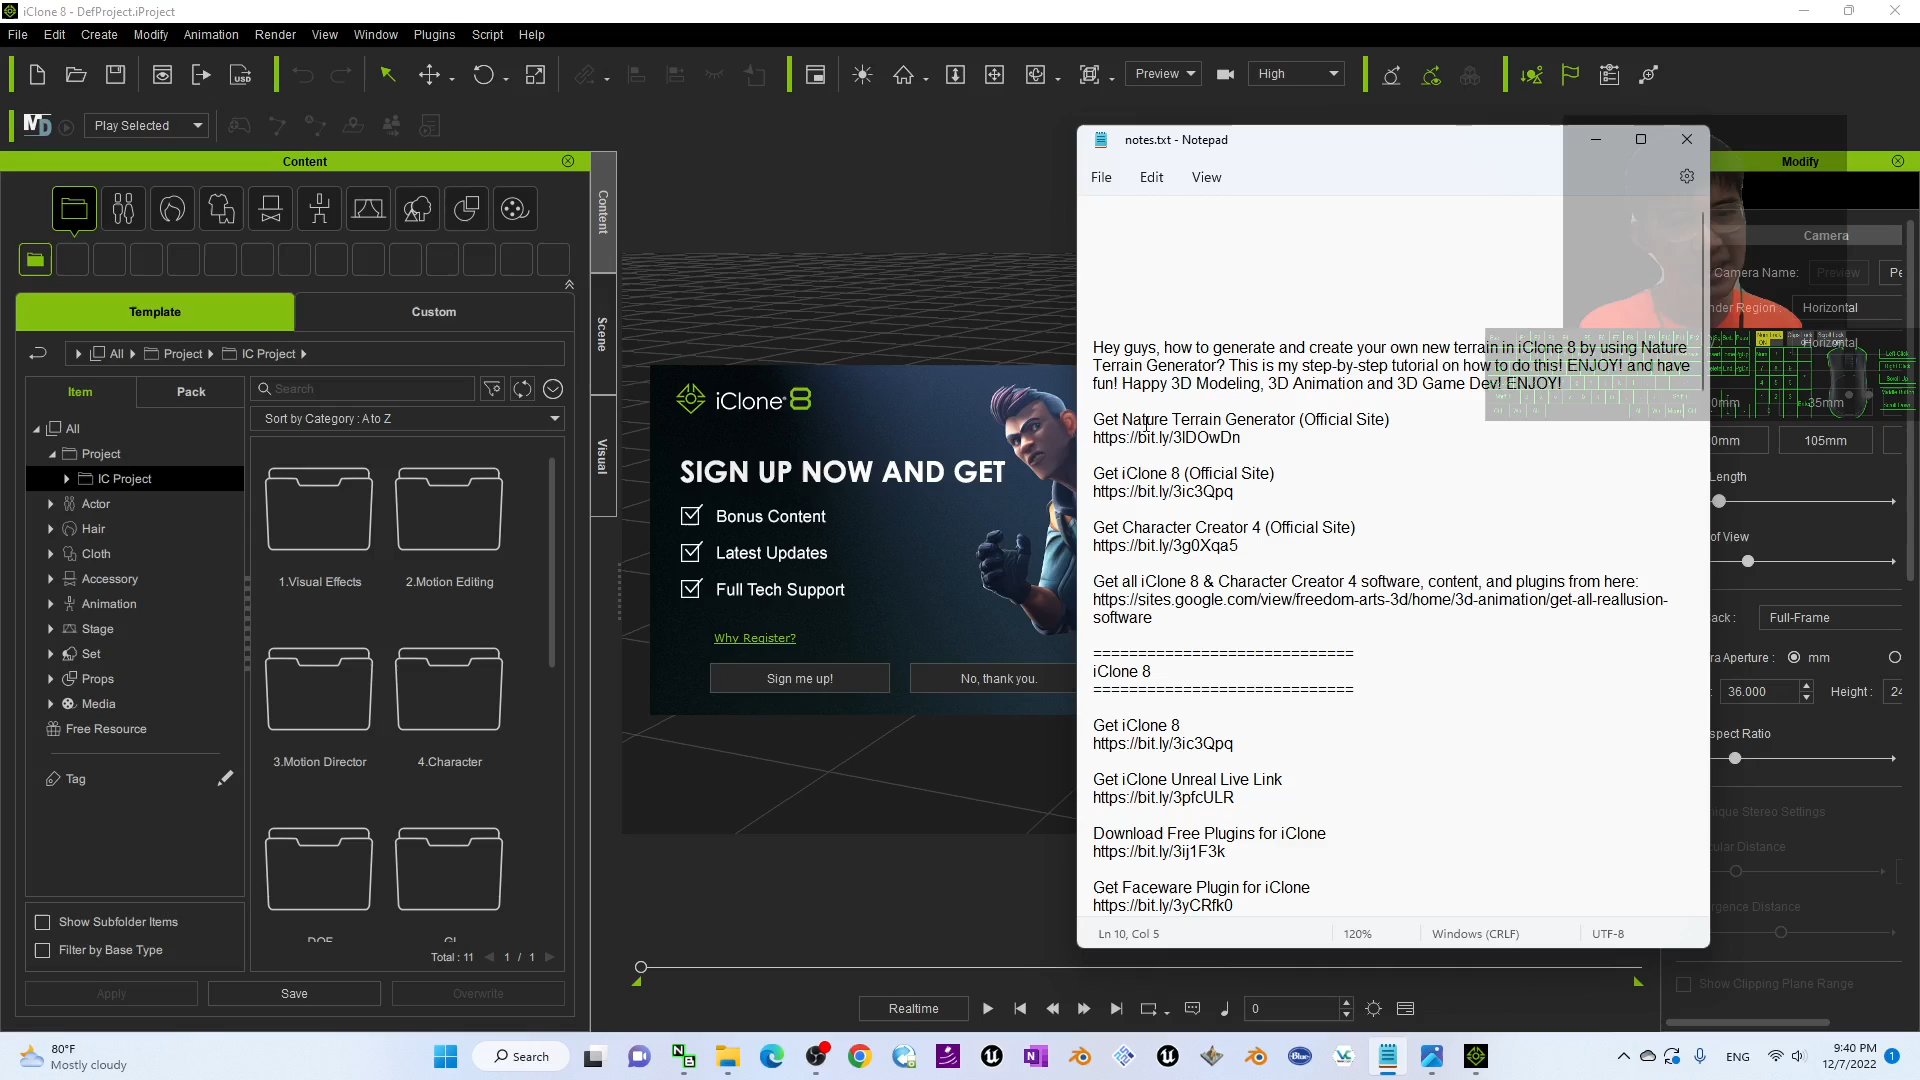 iClone 8 - DefProject.iProject
File Edit Create Modify Animation Render View Window Plugins Script Help
USD
Preview
High
MD
Play Selected
Content
Content
Scene
Visual
Template
Custom
All Project IC Project
Item
Pack
Search
Sort by Category : A to Z
All
Project
IC Project
Actor
Hair
Cloth
Accessory
Animation
Stage
Set
Props
Media
Free Resource
Tag
1.Visual Effects
2.Motion Editing
3.Motion Director
4.Character
Show Subfolder Items
Filter by Base Type
Total : 11
1 / 1
Apply
Save
Overwrite
iClone 8
SIGN UP NOW AND GET
Bonus Content
Latest Updates
Full Tech Support
Why Register?
Sign me up!
No, thank you.
notes.txt - Notepad
File Edit View
Hey guys, how to generate and create your own new terrain in iClone 8 by using Nature
Terrain Generator? This is my step-by-step tutorial on how to do this! ENJOY! and have
fun! Happy 3D Modeling, 3D Animation and 3D Game Dev! ENJOY!
Get Nature Terrain Generator (Official Site)
https://bit.ly/3lDOwDn
Get iClone 8 (Official Site)
https://bit.ly/3ic3Qpq
Get Character Creator 4 (Official Site)
https://bit.ly/3g0Xqa5
Get all iClone 8 & Character Creator 4 software, content, and plugins from here:
https://sites.google.com/view/freedom-arts-3d/home/3d-animation/get-all-reallusion-
software
=============================
iClone 8
=============================
Get iClone 8
https://bit.ly/3ic3Qpq
Get iClone Unreal Live Link
https://bit.ly/3pfcULR
Download Free Plugins for iClone
https://bit.ly/3ij1F3k
Get Faceware Plugin for iClone
https://bit.ly/3yCRfk0
Ln 10, Col 5
120%
Windows (CRLF)
UTF-8
Modify
Camera
Camera Name:
Preview
Horizontal
Horizontal
35mm
105mm
Full-Frame
mm
36.000
Height :
Show Clipping Plane Range
Realtime
0
80°F
Mostly cloudy
Search
ENG
9:40 PM
12/7/2022
1